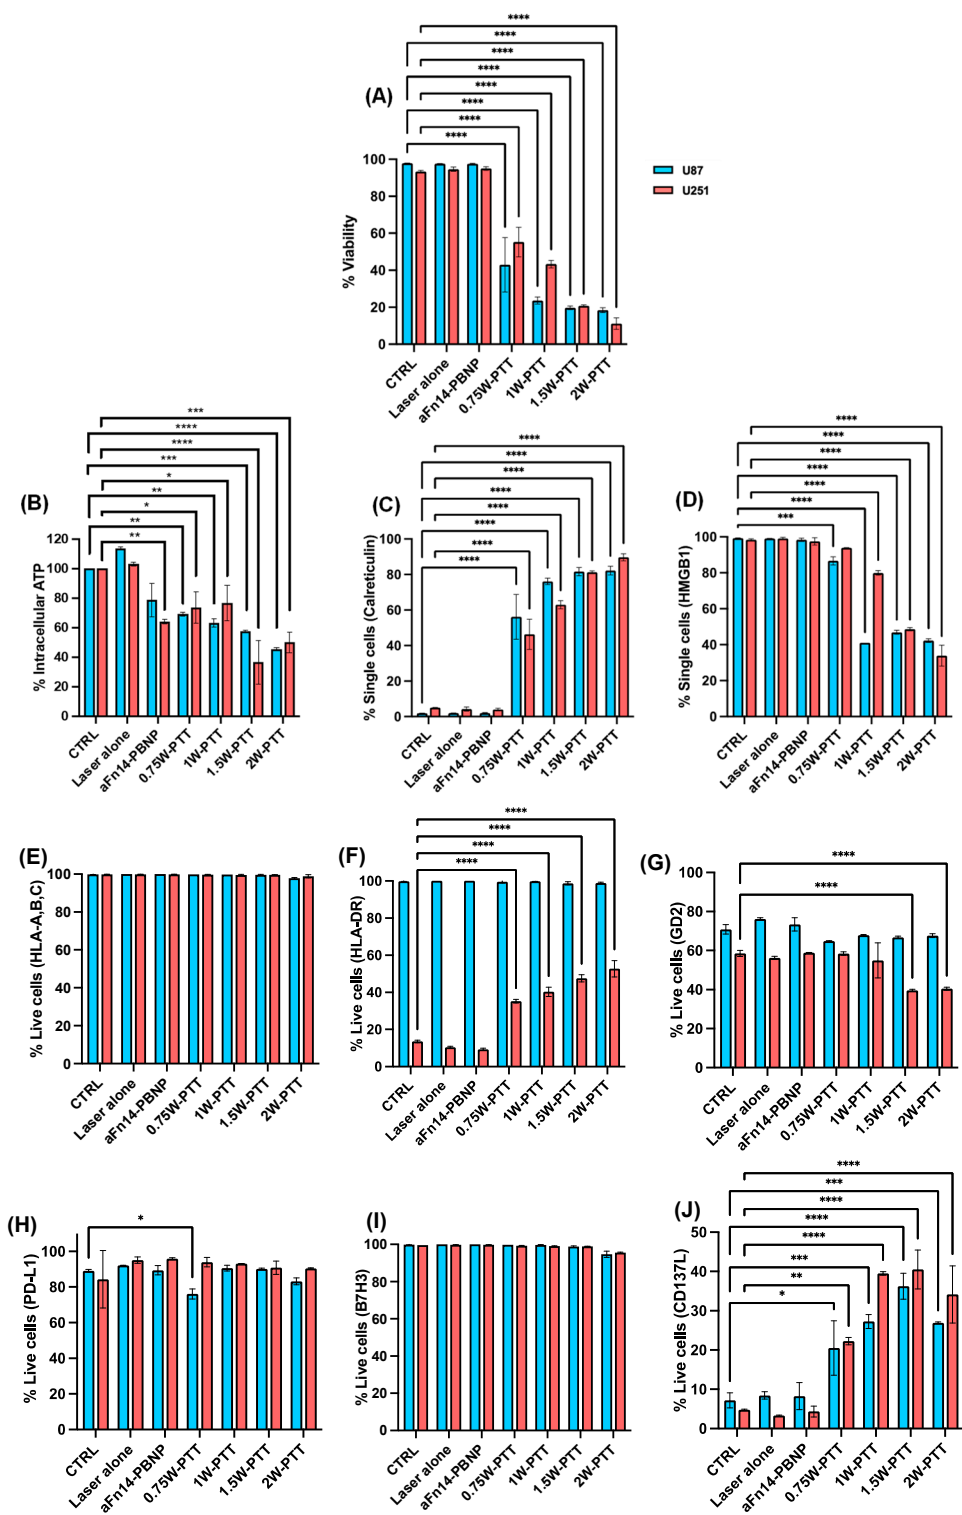 ****
****
****
****
****
****
****
****
(A)
% Viability
100
80
60
40
20
0
CTRL
Laser alone
aFn14-PBNP
0.75W-PTT
1W-PTT
1.5W-PTT
2W-PTT
U87
U251
(B)
***
****
****
***
*
**
*
**
**
% Intracellular ATP
120
100
80
60
40
20
0
CTRL
Laser alone
aFn14-PBNP
0.75W-PTT
1W-PTT
1.5W-PTT
2W-PTT
(C)
****
****
****
****
****
****
****
****
% Single cells (Calreticulin)
100
80
60
40
20
0
CTRL
Laser alone
aFn14-PBNP
0.75W-PTT
1W-PTT
1.5W-PTT
2W-PTT
(D)
****
****
****
****
****
****
***
% Single cells (HMGB1)
100
80
60
40
20
0
CTRL
Laser alone
aFn14-PBNP
0.75W-PTT
1W-PTT
1.5W-PTT
2W-PTT
(E)
% Live cells (HLA-A,B,C)
100
80
60
40
20
0
CTRL
Laser alone
aFn14-PBNP
0.75W-PTT
1W-PTT
1.5W-PTT
2W-PTT
(F)
****
****
****
****
% Live cells (HLA-DR)
100
80
60
40
20
0
CTRL
Laser alone
aFn14-PBNP
0.75W-PTT
1W-PTT
1.5W-PTT
2W-PTT
(G)
****
****
% Live cells (GD2)
100
80
60
40
20
0
CTRL
Laser alone
aFn14-PBNP
0.75W-PTT
1W-PTT
1.5W-PTT
2W-PTT
(H)
*
% Live cells (PD-L1)
100
80
60
40
20
0
CTRL
Laser alone
aFn14-PBNP
0.75W-PTT
1W-PTT
1.5W-PTT
2W-PTT
(I)
% Live cells (B7H3)
100
80
60
40
20
0
CTRL
Laser alone
aFn14-PBNP
0.75W-PTT
1W-PTT
1.5W-PTT
2W-PTT
(J)
****
***
****
****
****
***
**
*
% Live cells (CD137L)
50
40
30
20
10
0
CTRL
Laser alone
aFn14-PBNP
0.75W-PTT
1W-PTT
1.5W-PTT
2W-PTT